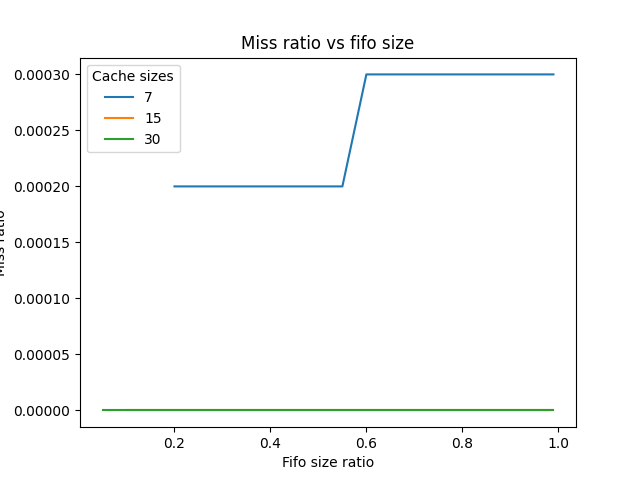 Miss ratio vs fifo size
Cache sizes
7
15
30
0.00030
0.00025
0.00020
0.00015
0.00010
0.00005
0.00000
Miss ratio
0.2 0.4 0.6 0.8 1.0
Fifo size ratio